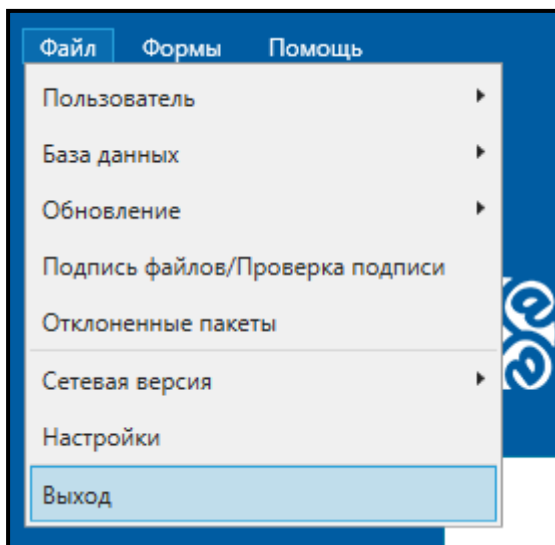 Файл Формы Помощь
Пользователь
База данных
Обновление
Подпись файлов/Проверка подписи
Отклоненные пакеты
Сетевая версия
Настройки
Выход